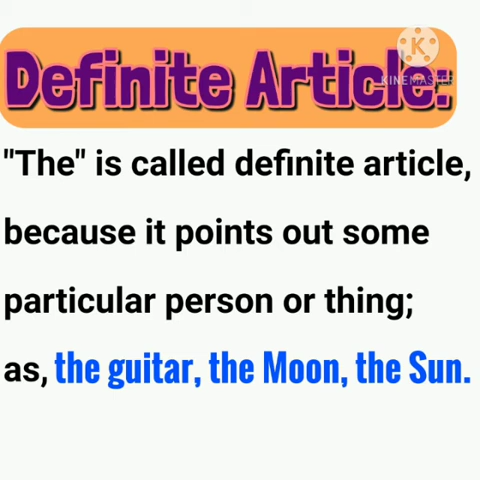 Definite Article:
KINEMASTER
"The" is called definite article,
because it points out some
particular person or thing;
as, the guitar, the Moon, the Sun.